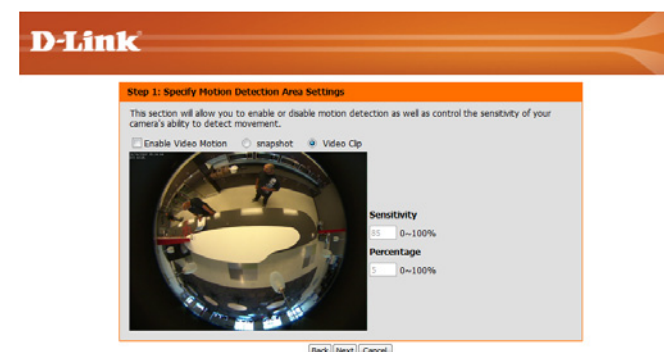 D-Link
Step 1: Specify Motion Detection Area Settings
This section will allow you to enable or disable motion detection as well as control the sensitivity of your
camera's ability to detect movement.
Enable Video Motion snapshot Video Clip
Sensitivity
85 0~100%
Percentage
5 0~100%
Back Next Cancel